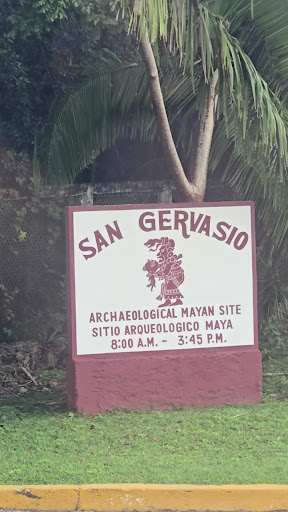 SAN GERVASIO
ARCHAEOLOGICAL MAYAN SITE
SITIO ARQUEOLOGICO MAYA
8:00 A.M. - 3:45 P.M.